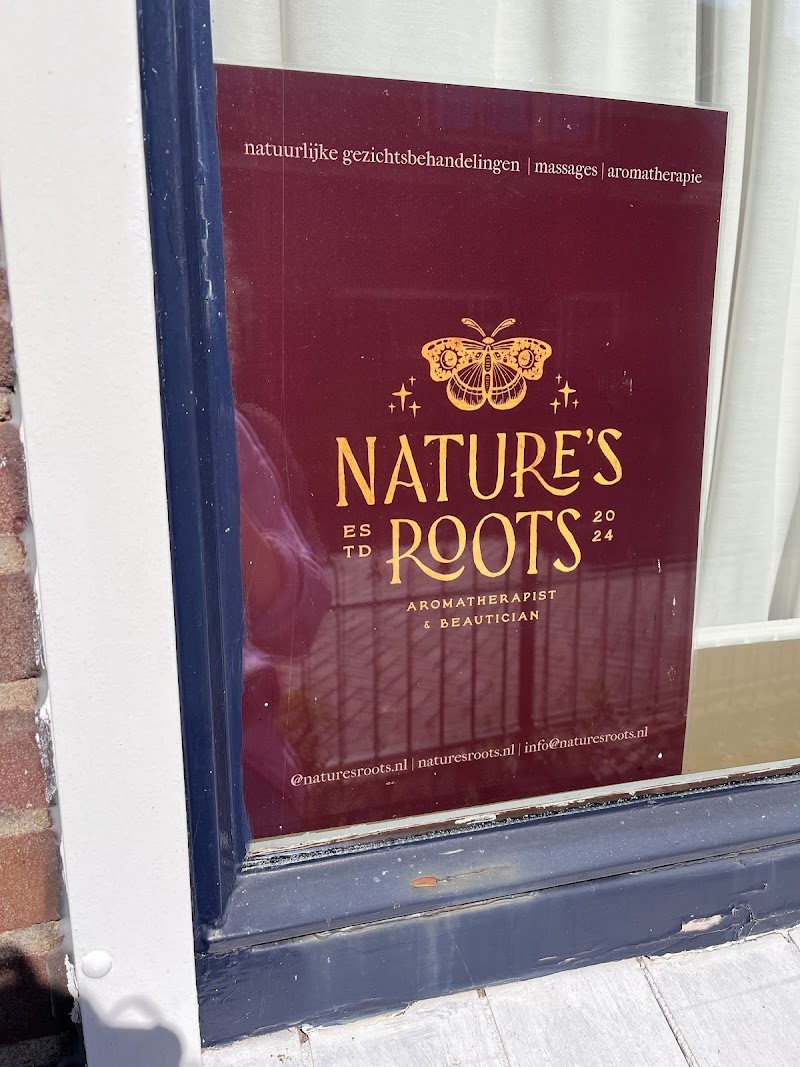 natuurlijke gezichtsbehandelingen | massages | aromatherapie
NATURE'S
ES
TD
ROOTS
20
24
AROMATHERAPIST
& BEAUTICIAN
@naturesroots.nl | naturesroots.nl | info@naturesroots.nl